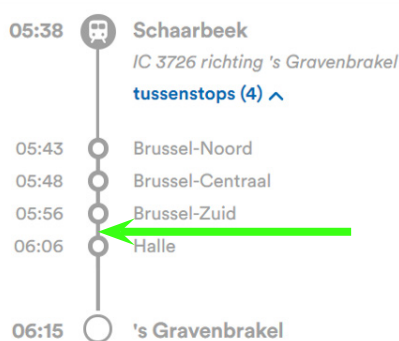 05:38 Schaarbeek
IC 3726 richting 's Gravenbrakel
tussenstops (4)
05:43 Brussel-Noord
05:48 Brussel-Centraal
05:56 Brussel-Zuid
06:06 Halle
06:15 's Gravenbrakel